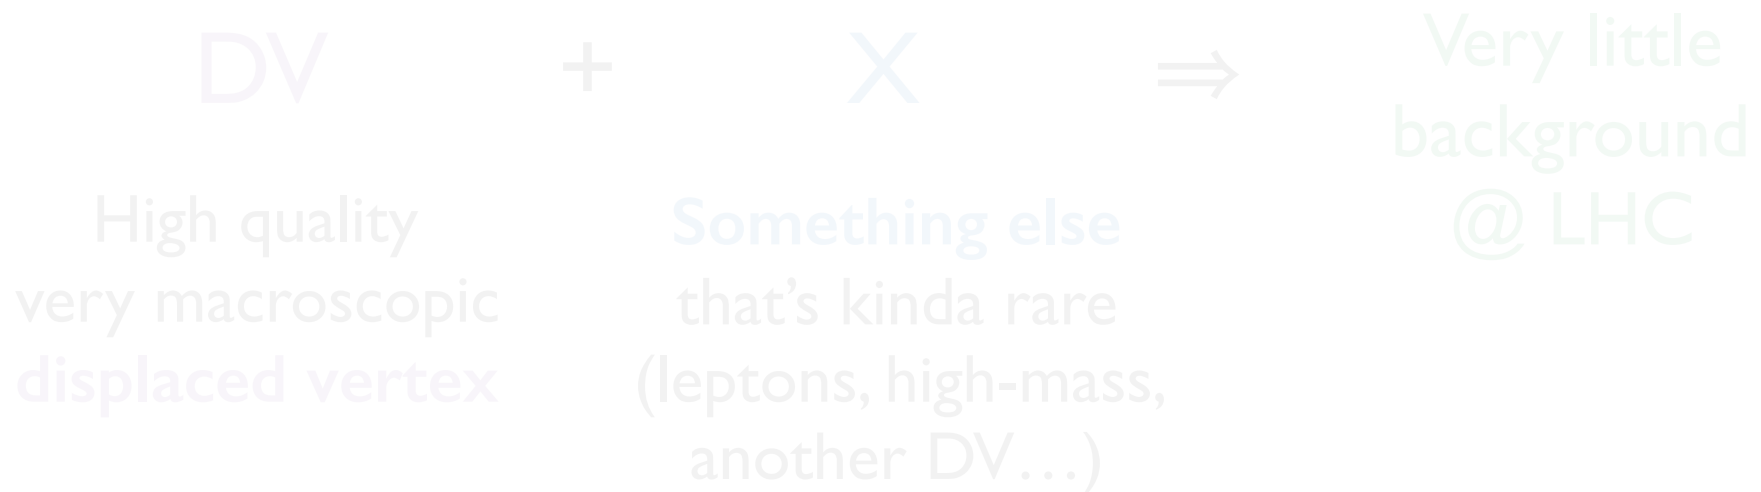 DV + X ⇒ Very little
background
@ LHC
High quality
very macroscopic
displaced vertex
Something else
that’s kinda rare
(leptons, high-mass,
another DV…)